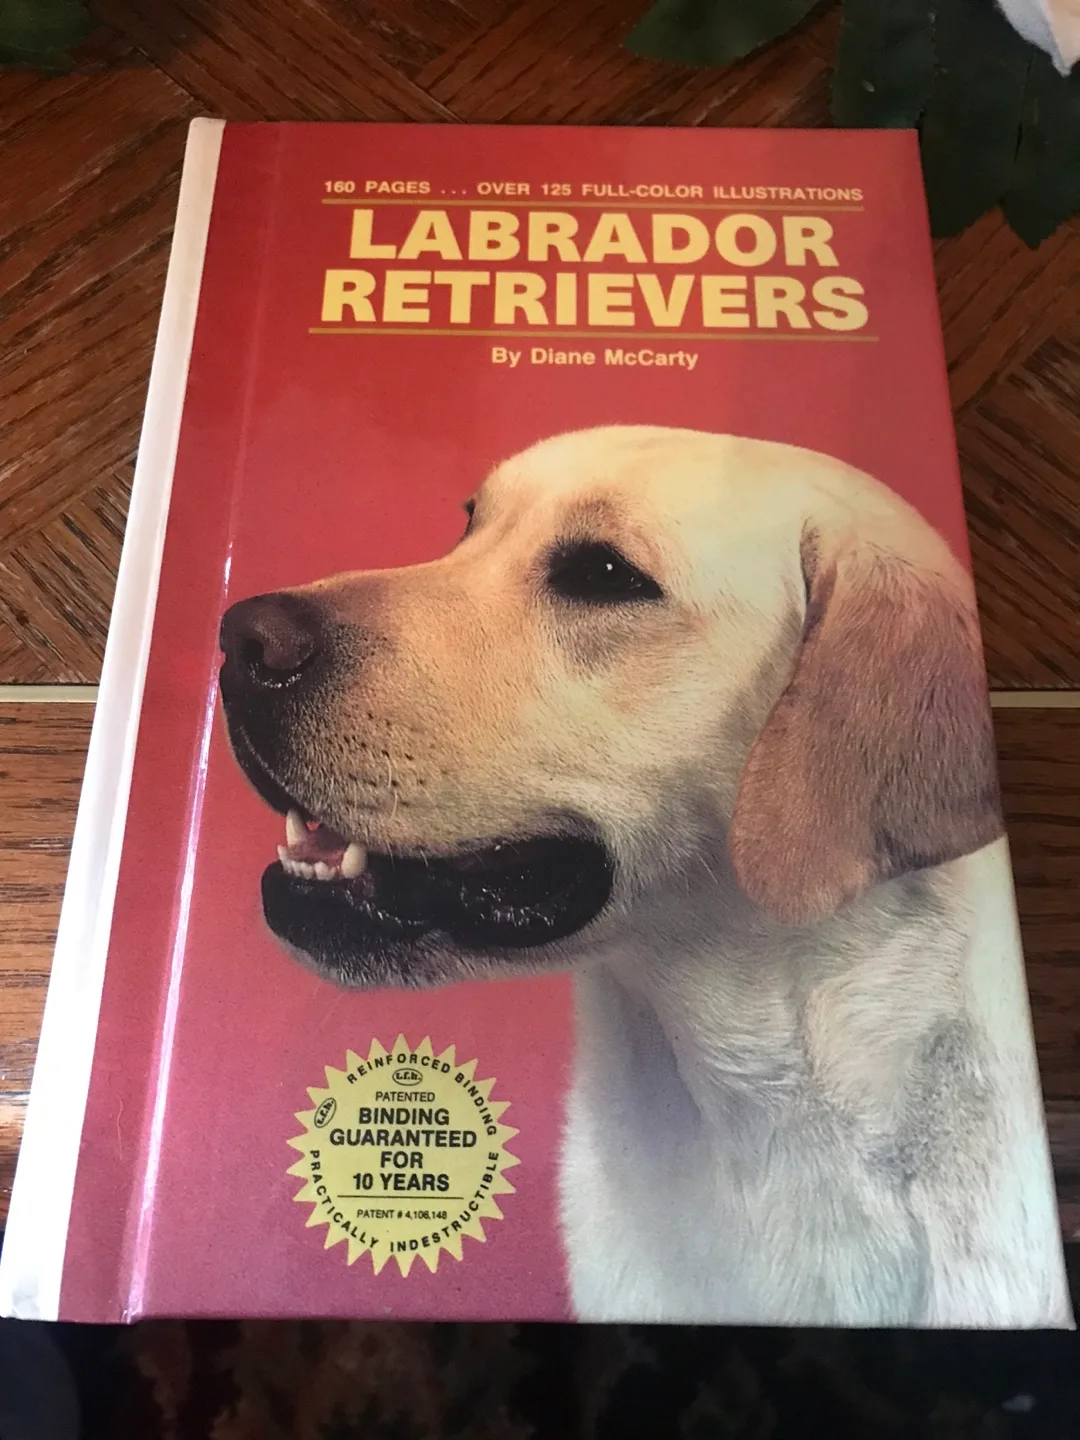 160 PAGES ... OVER 125 FULL-COLOR ILLUSTRATIONS
LABRADOR
RETRIEVERS
By Diane McCarty
REINFORCED BINDING
t.f.h.
t.f.h.
PATENTED
BINDING
GUARANTEED
FOR
10 YEARS
PATENT # 4,106,148
PRACTICALLY INDESTRUCTIBLE